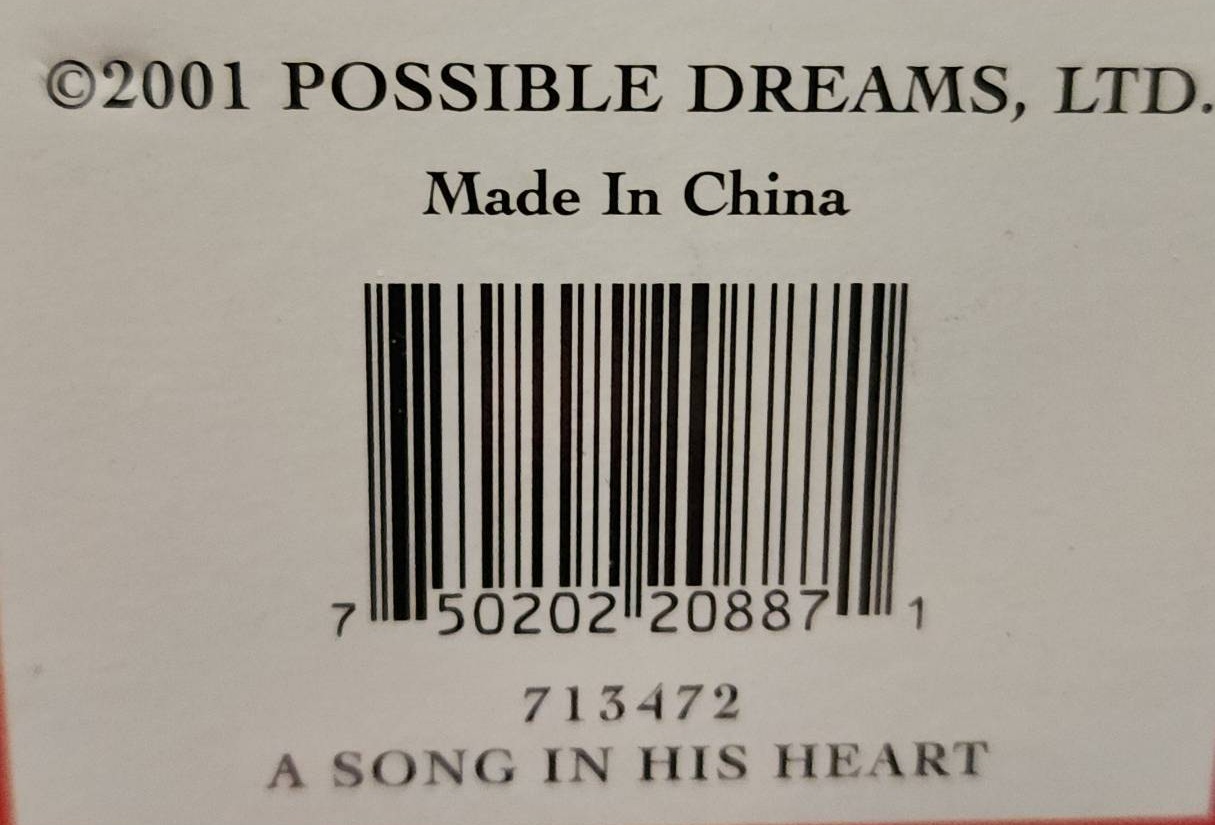 ©2001 POSSIBLE DREAMS, LTD.
Made In China
7 50202 20887 1
713472
A SONG IN HIS HEART